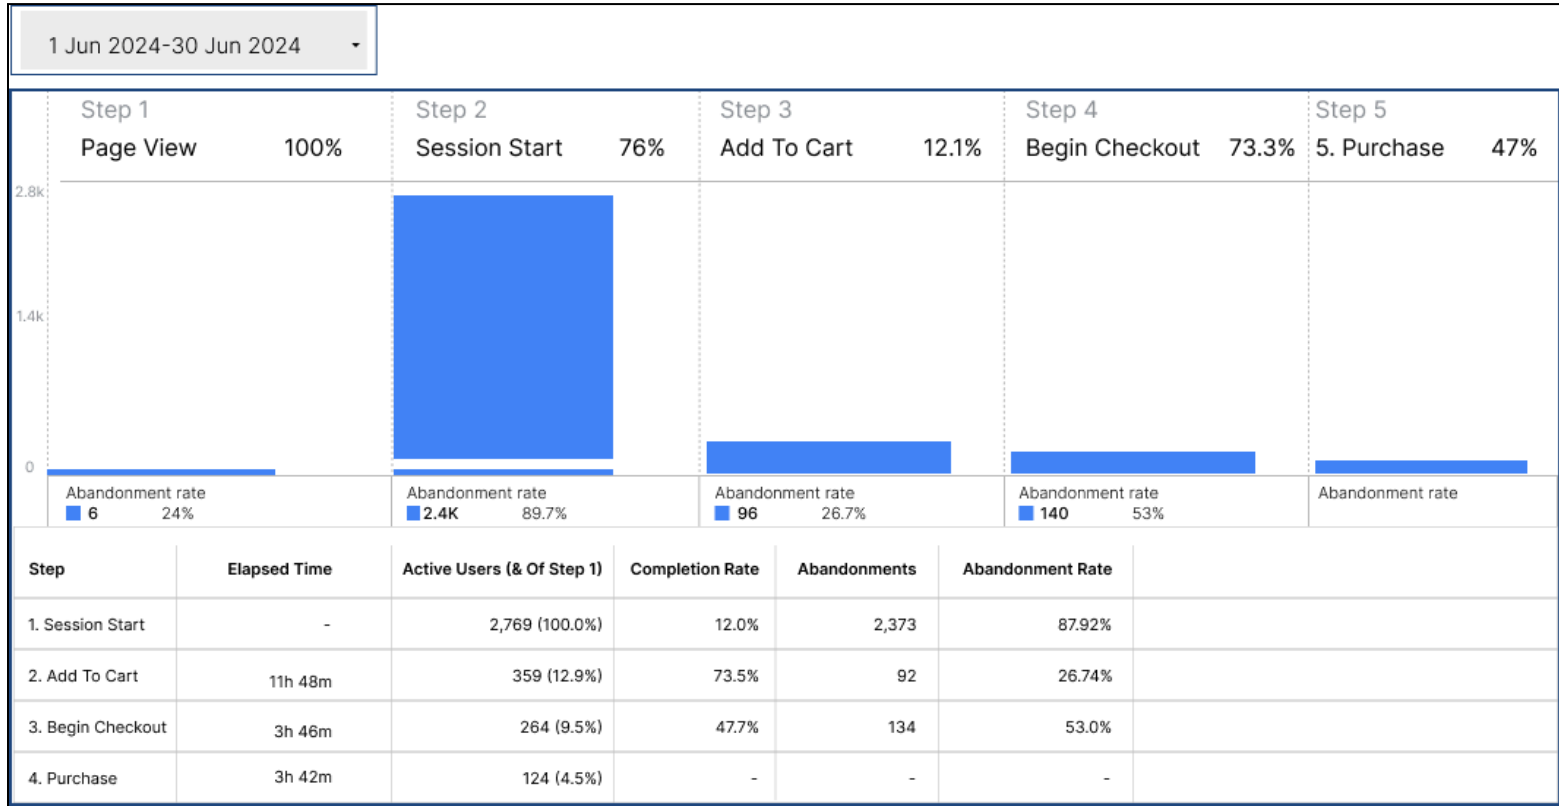 1 Jun 2024-30 Jun 2024
Step 1 Step 2 Step 3 Step 4 Step 5
Page View 100% Session Start 76% Add To Cart 12.1% Begin Checkout 73.3% 5. Purchase 47%
2.8k
1.4k
0
Abandonment rate Abandonment rate Abandonment rate Abandonment rate Abandonment rate
6 24% 2.4K 89.7% 96 26.7% 140 53%
Step Elapsed Time Active Users (& Of Step 1) Completion Rate Abandonments Abandonment Rate
1. Session Start - 2,769 (100.0%) 12.0% 2,373 87.92%
2. Add To Cart 11h 48m 359 (12.9%) 73.5% 92 26.74%
3. Begin Checkout 3h 46m 264 (9.5%) 47.7% 134 53.0%
4. Purchase 3h 42m 124 (4.5%) - - -